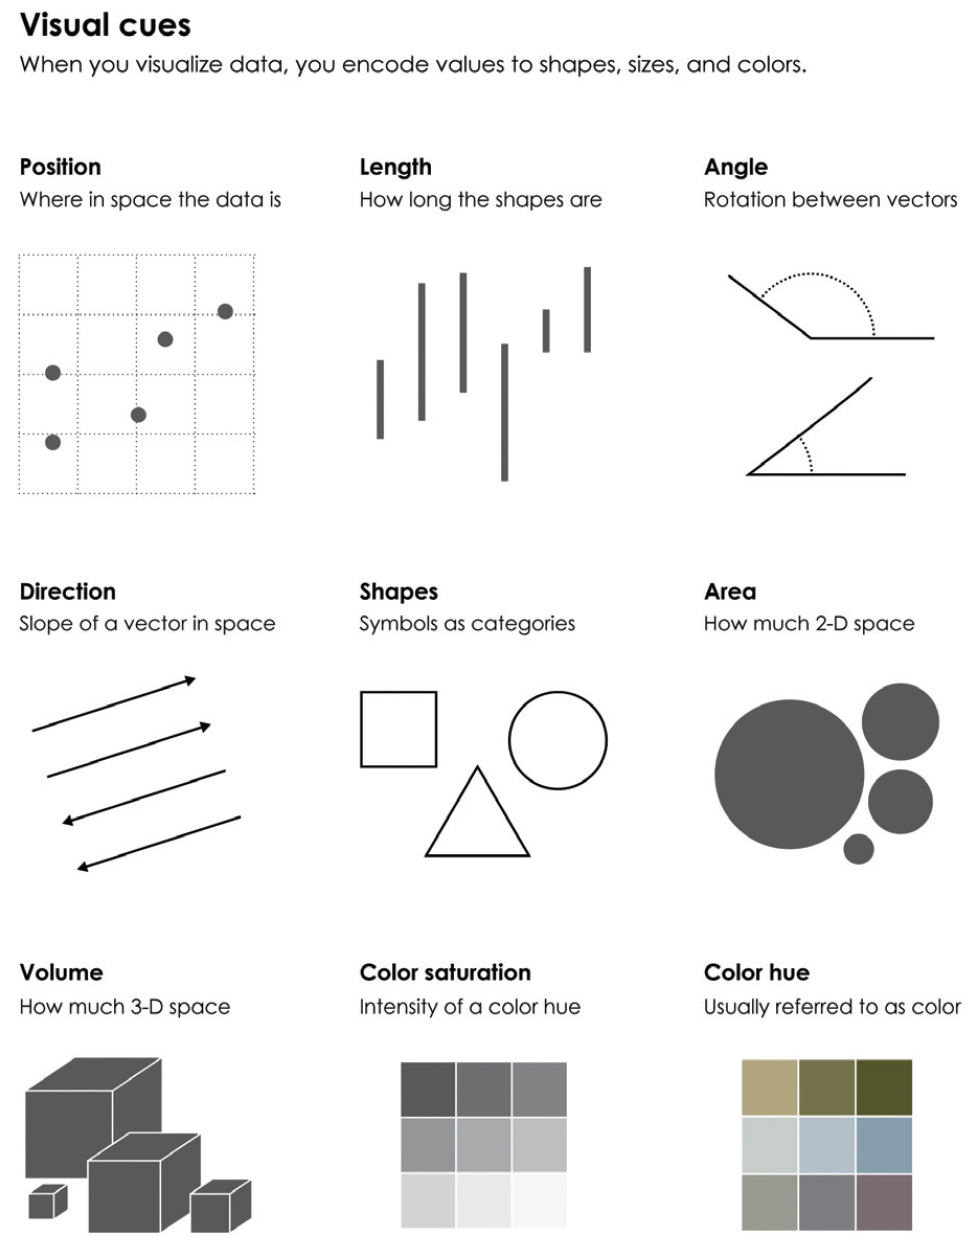 Visual cues
When you visualize data, you encode values to shapes, sizes, and colors.
Position
Where in space the data is
Length
How long the shapes are
Angle
Rotation between vectors
Direction
Slope of a vector in space
Shapes
Symbols as categories
Area
How much 2-D space
Volume
How much 3-D space
Color saturation
Intensity of a color hue
Color hue
Usually referred to as color